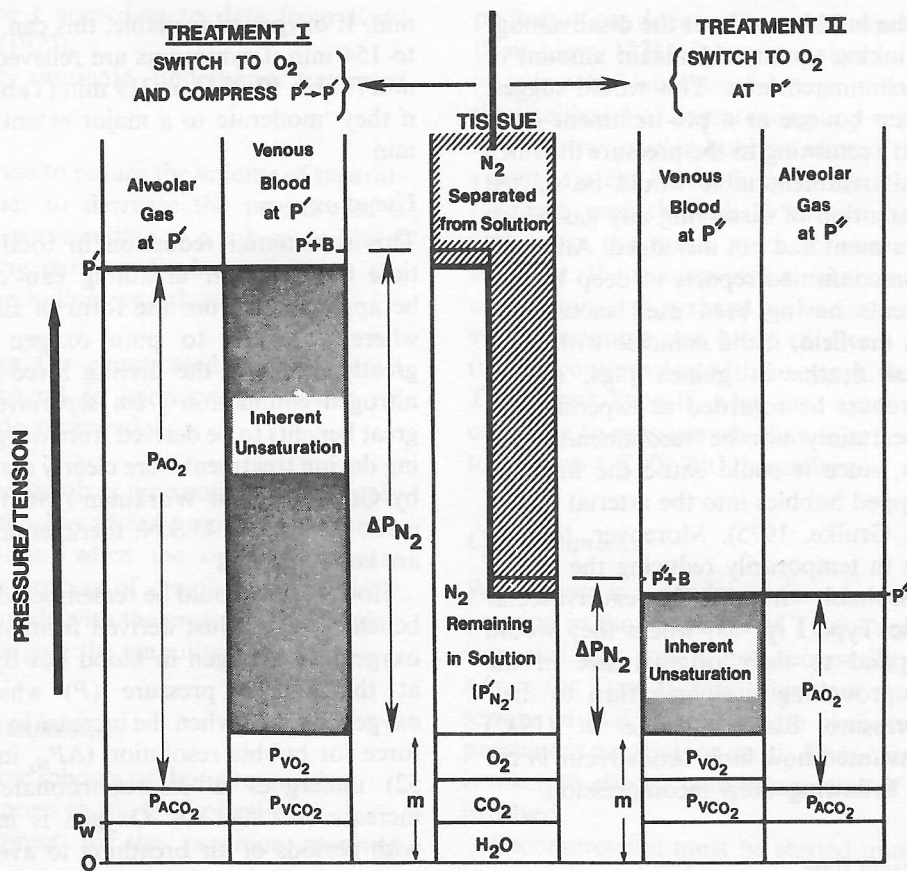 TREATMENT I
SWITCH TO O₂
AND COMPRESS P″→P′
TREATMENT II
SWITCH TO O₂
AT P″
TISSUE
N₂
Separated
from Solution
Alveolar
Gas
at P′
Venous
Blood
at P′
P′+B
Venous
Blood
at P″
Alveolar
Gas
at P″
P′
PRESSURE/TENSION
PAO₂
Inherent
Unsaturation
ΔPN₂
N₂
Remaining
in Solution
[P′N₂]
ΔPN₂
P″+B
P″
Inherent
Unsaturation
PAO₂
PVO₂
O₂
PVO₂
PACO₂
PVCO₂
m
CO₂
m
PVCO₂
PACO₂
Pw
H₂O
O